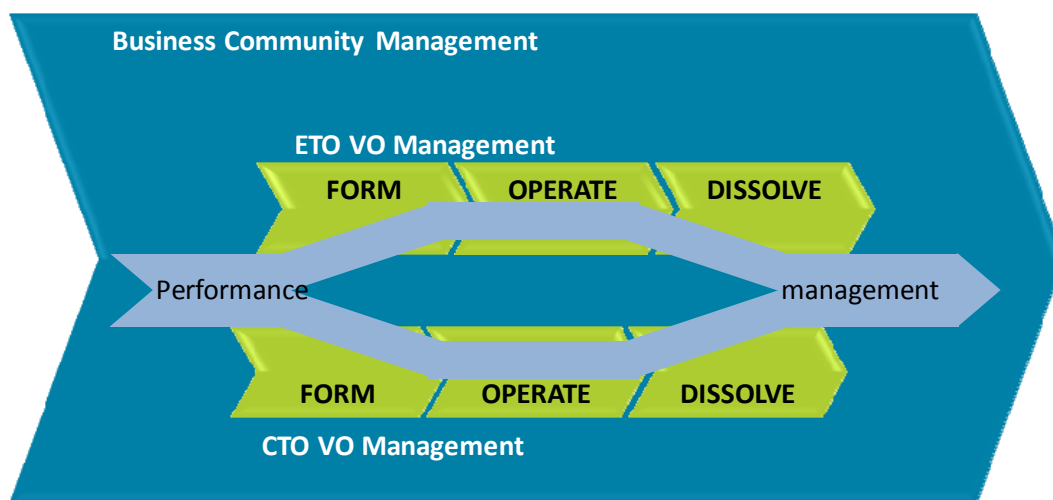 Business Community Management
ETO VO Management
FORM OPERATE DISSOLVE
Performance management
FORM OPERATE DISSOLVE
CTO VO Management